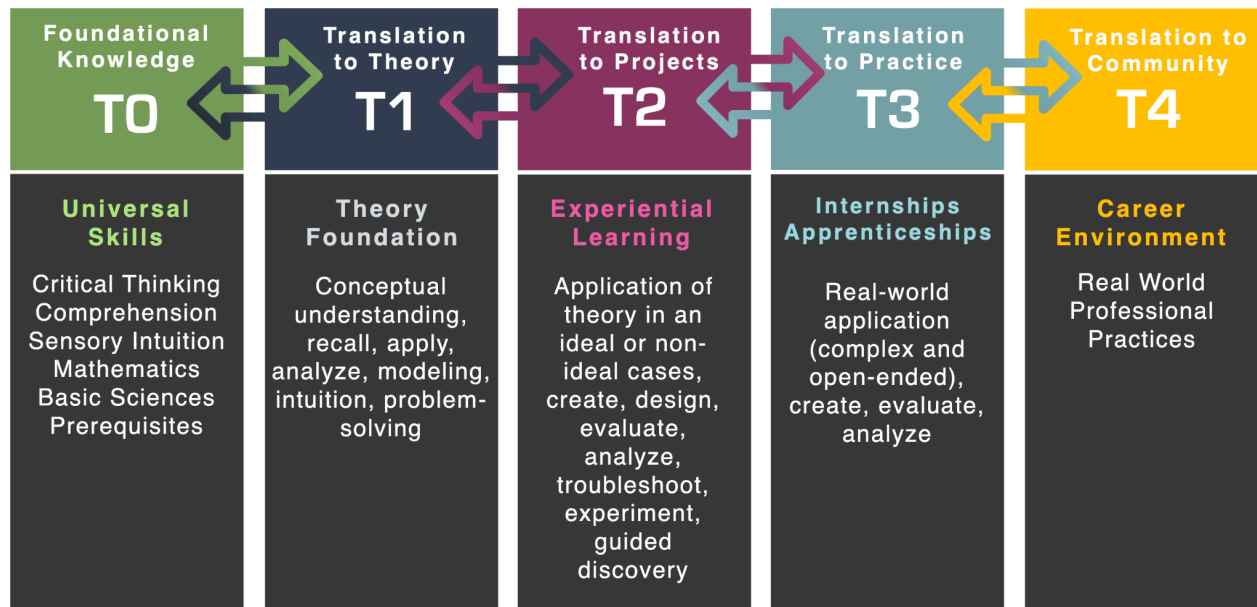 Foundational
Knowledge
T0
Translation
to Theory
T1
Translation
to Projects
T2
Translation
to Practice
T3
Translation to
Community
T4
Universal
Skills
Critical Thinking
Comprehension
Sensory Intuition
Mathematics
Basic Sciences
Prerequisites
Theory
Foundation
Conceptual
understanding,
recall, apply,
analyze, modeling,
intuition, problem-
solving
Experiential
Learning
Application of
theory in an
ideal or non-
ideal cases,
create, design,
evaluate,
analyze,
troubleshoot,
experiment,
guided
discovery
Internships
Apprenticeships
Real-world
application
(complex and
open-ended),
create, evaluate,
analyze
Career
Environment
Real World
Professional
Practices